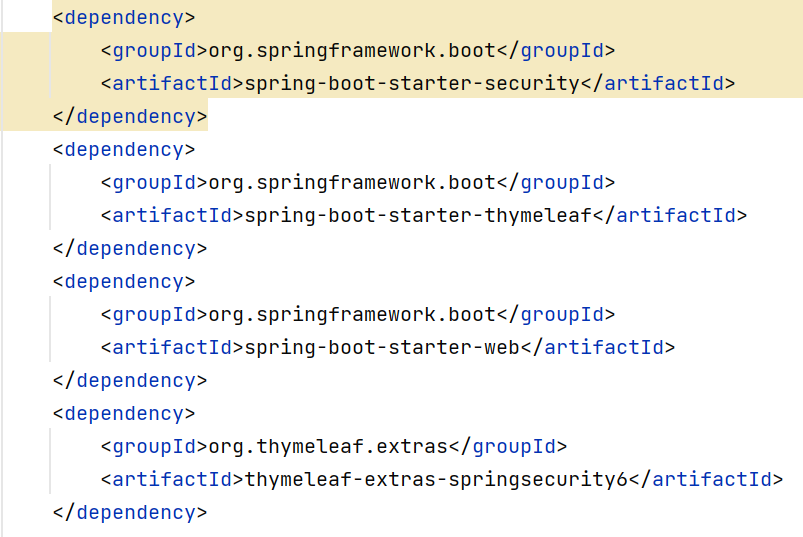 <dependency>
    <groupId>org.springframework.boot</groupId>
    <artifactId>spring-boot-starter-security</artifactId>
</dependency>
<dependency>
    <groupId>org.springframework.boot</groupId>
    <artifactId>spring-boot-starter-thymeleaf</artifactId>
</dependency>
<dependency>
    <groupId>org.springframework.boot</groupId>
    <artifactId>spring-boot-starter-web</artifactId>
</dependency>
<dependency>
    <groupId>org.thymeleaf.extras</groupId>
    <artifactId>thymeleaf-extras-springsecurity6</artifactId>
</dependency>